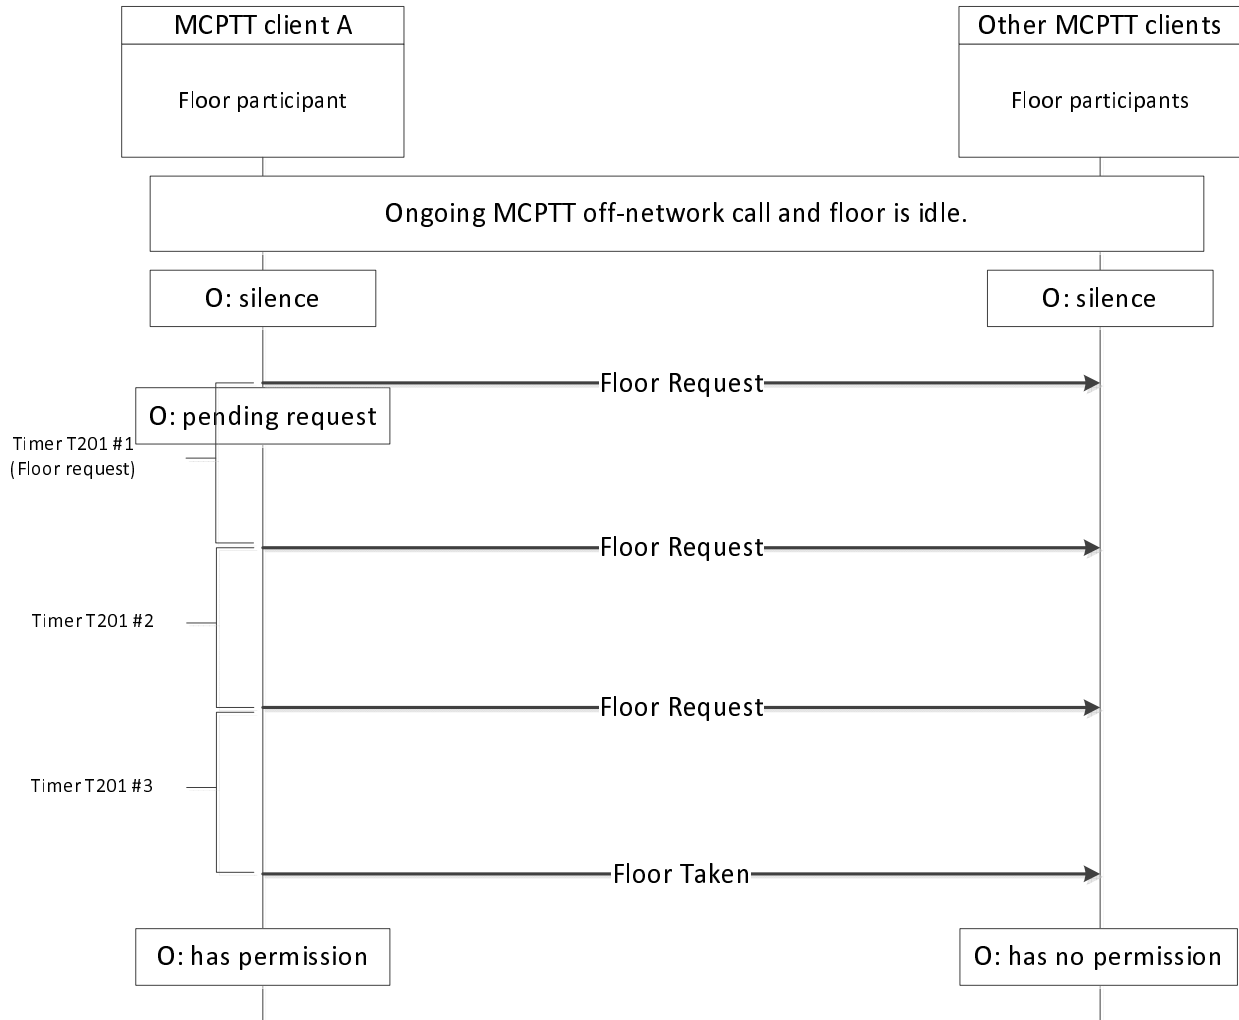 MCPTT client A
Other MCPTT clients
Floor participant
Floor participants
Ongoing MCPTT off-network call and floor is idle.
O: silence
O: silence
Floor Request
O: pending request
Timer T201 #1
(Floor request)
Floor Request
Timer T201 #2
Floor Request
Timer T201 #3
Floor Taken
O: has permission
O: has no permission